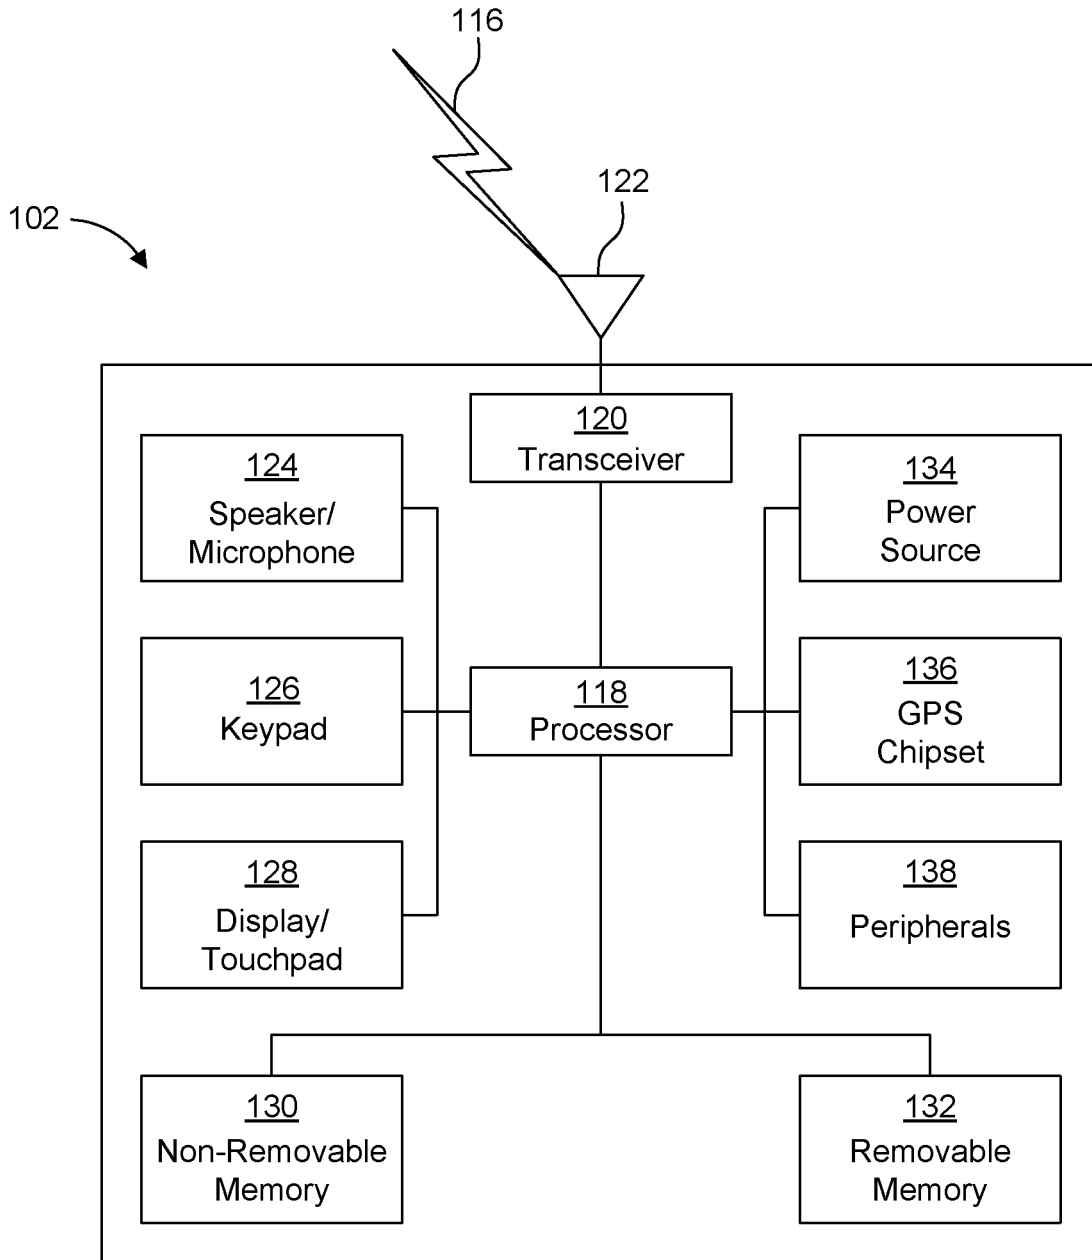 116
122
102
120
Transceiver
124
Speaker/
Microphone
134
Power
Source
126
Keypad
118
Processor
136
GPS
Chipset
128
Display/
Touchpad
138
Peripherals
130
Non-Removable
Memory
132
Removable
Memory